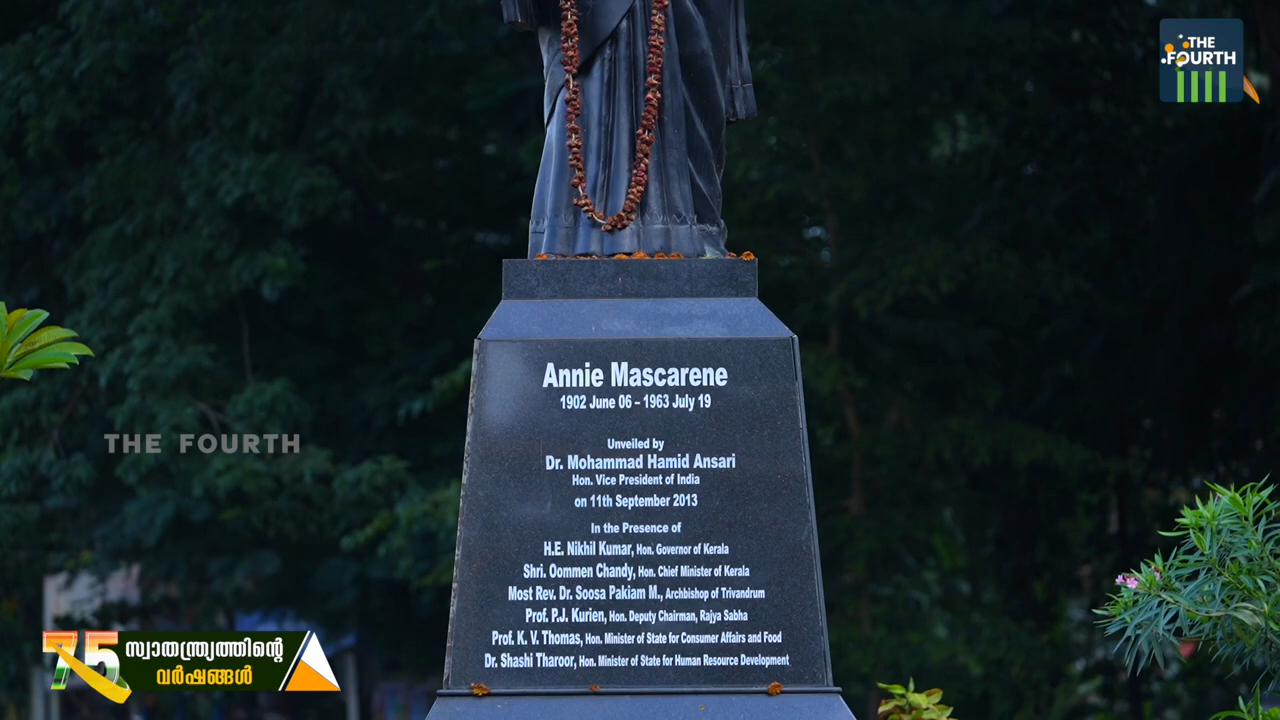 THE
FOURTH
Annie Mascarene
1902 June 06 - 1963 July 19
Unveiled by
Dr. Mohammad Hamid Ansari
Hon. Vice President of India
on 11th September 2013
In the Presence of
H.E. Nikhil Kumar, Hon. Governor of Kerala
Shri. Oommen Chandy, Hon. Chief Minister of Kerala
Most Rev. Dr. Soosa Pakiam M., Archbishop of Trivandrum
Prof. P.J. Kurien, Hon. Deputy Chairman, Rajya Sabha
Prof. K. V. Thomas, Hon. Minister of State for Consumer Affairs and Food
Dr. Shashi Tharoor, Hon. Minister of State for Human Resource Development
THE FOURTH
75 സ്വാതന്ത്ര്യത്തിന്റെ
വർഷങ്ങൾ